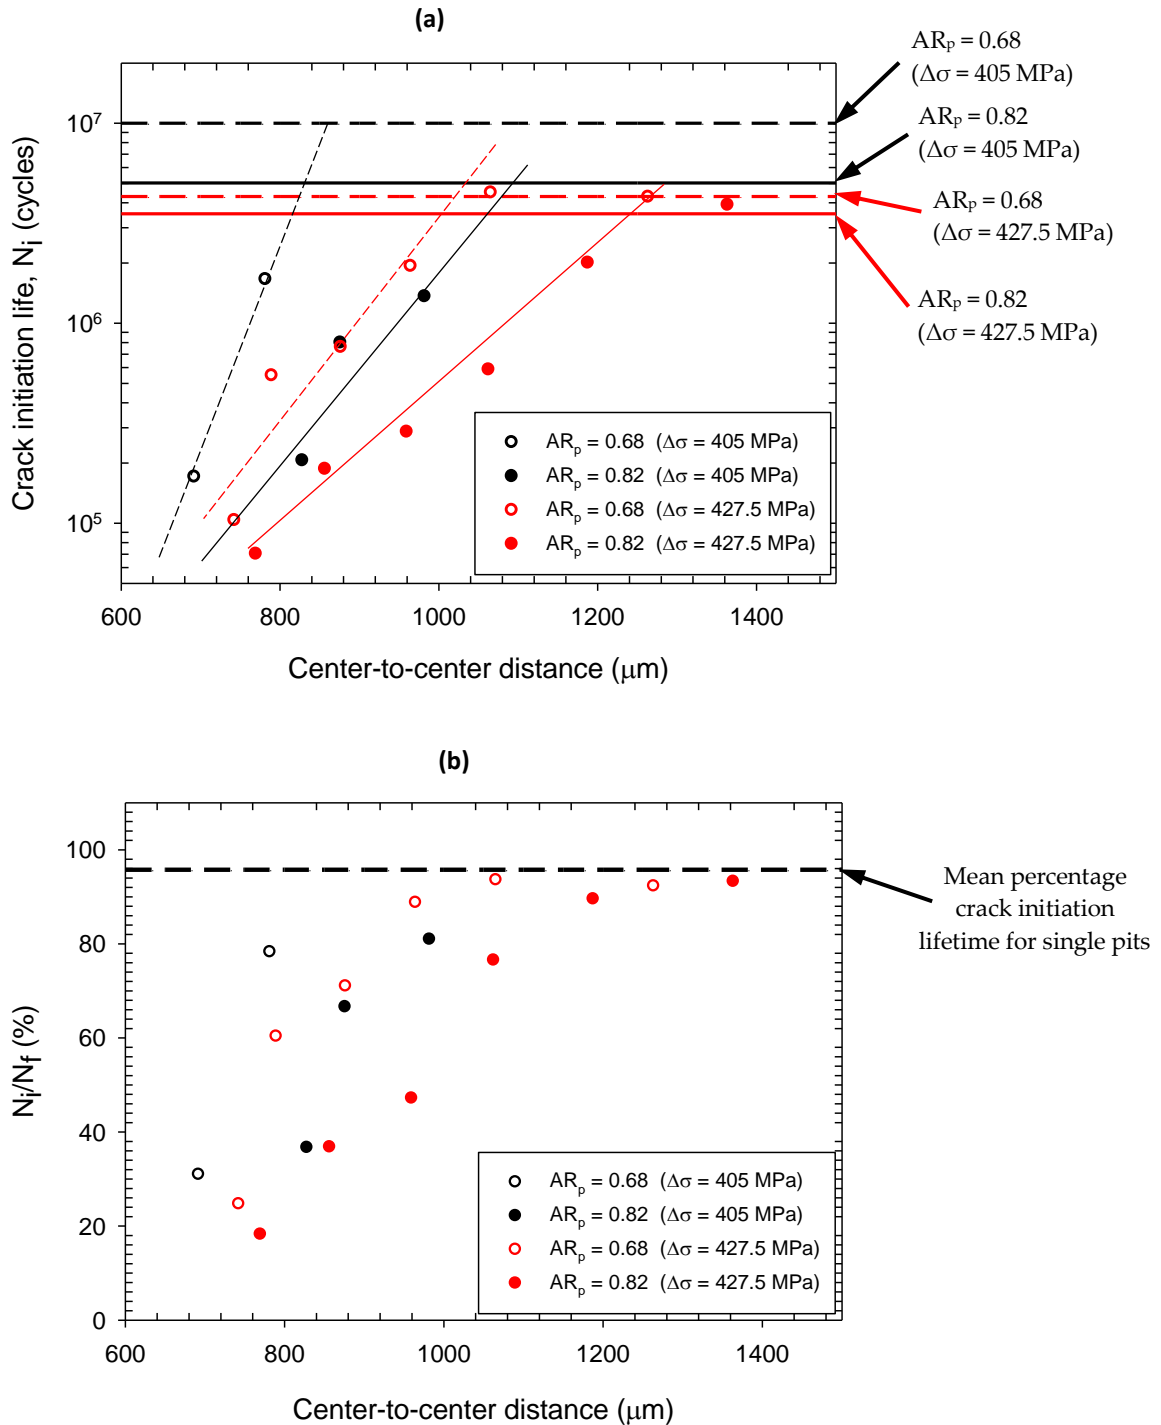 (a)
ARp = 0.68
(Δσ = 405 MPa)
ARp = 0.82
(Δσ = 405 MPa)
ARp = 0.68
(Δσ = 427.5 MPa)
ARp = 0.82
(Δσ = 427.5 MPa)
Crack initiation life, Ni (cycles)
10⁷
10⁶
10⁵
ARp = 0.68 (Δσ = 405 MPa)
ARp = 0.82 (Δσ = 405 MPa)
ARp = 0.68 (Δσ = 427.5 MPa)
ARp = 0.82 (Δσ = 427.5 MPa)
600 800 1000 1200 1400
Center-to-center distance (μm)
(b)
Ni/Nf (%)
100
80
60
40
20
0
Mean percentage
crack initiation
lifetime for single pits
ARp = 0.68 (Δσ = 405 MPa)
ARp = 0.82 (Δσ = 405 MPa)
ARp = 0.68 (Δσ = 427.5 MPa)
ARp = 0.82 (Δσ = 427.5 MPa)
600 800 1000 1200 1400
Center-to-center distance (μm)